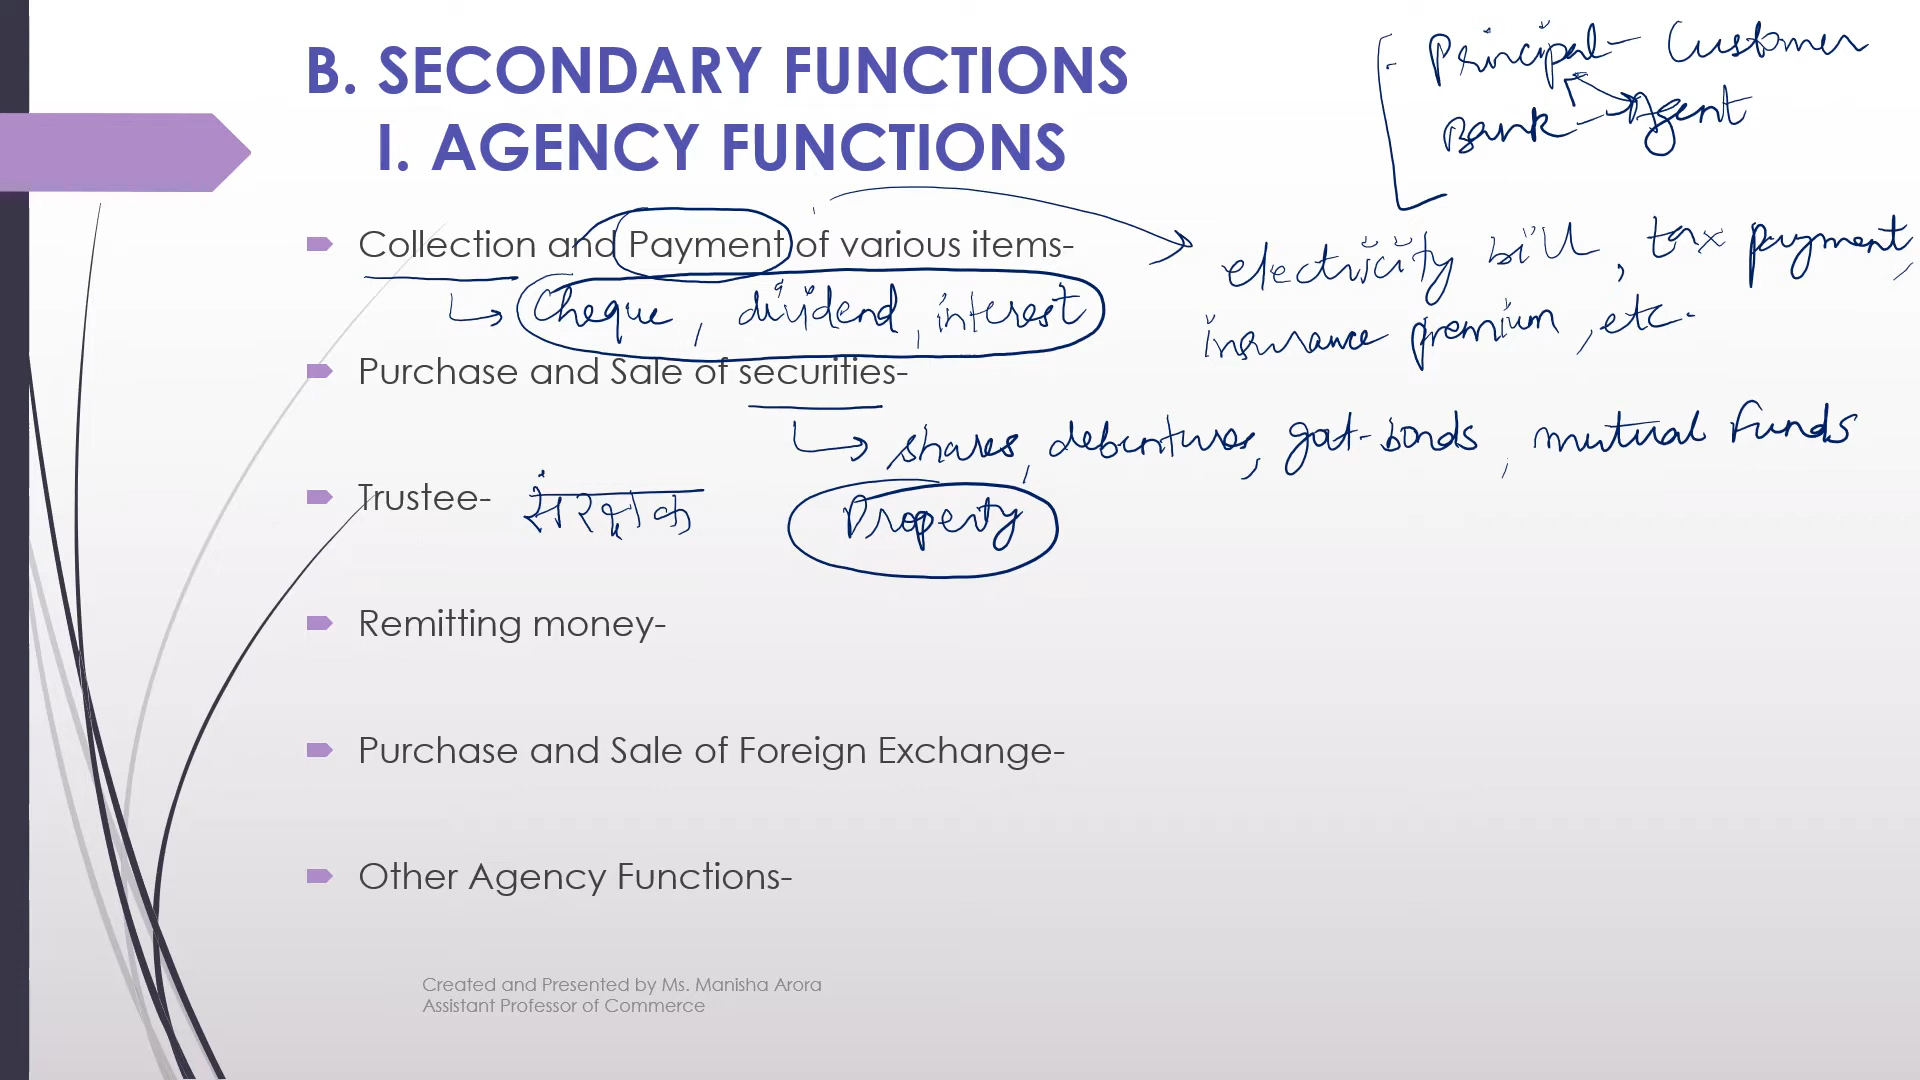 B. SECONDARY FUNCTIONS
I. AGENCY FUNCTIONS
Principal - Customer
Bank - Agent
Collection and Payment of various items-
electricity bill, tax payment,
insurance premium, etc.
Cheque, dividend, interest
Purchase and Sale of securities-
shares, debentures, gat-bonds, mutual funds
Trustee- संरक्षक Property
Remitting money-
Purchase and Sale of Foreign Exchange-
Other Agency Functions-
Created and Presented by Ms. Manisha Arora
Assistant Professor of Commerce